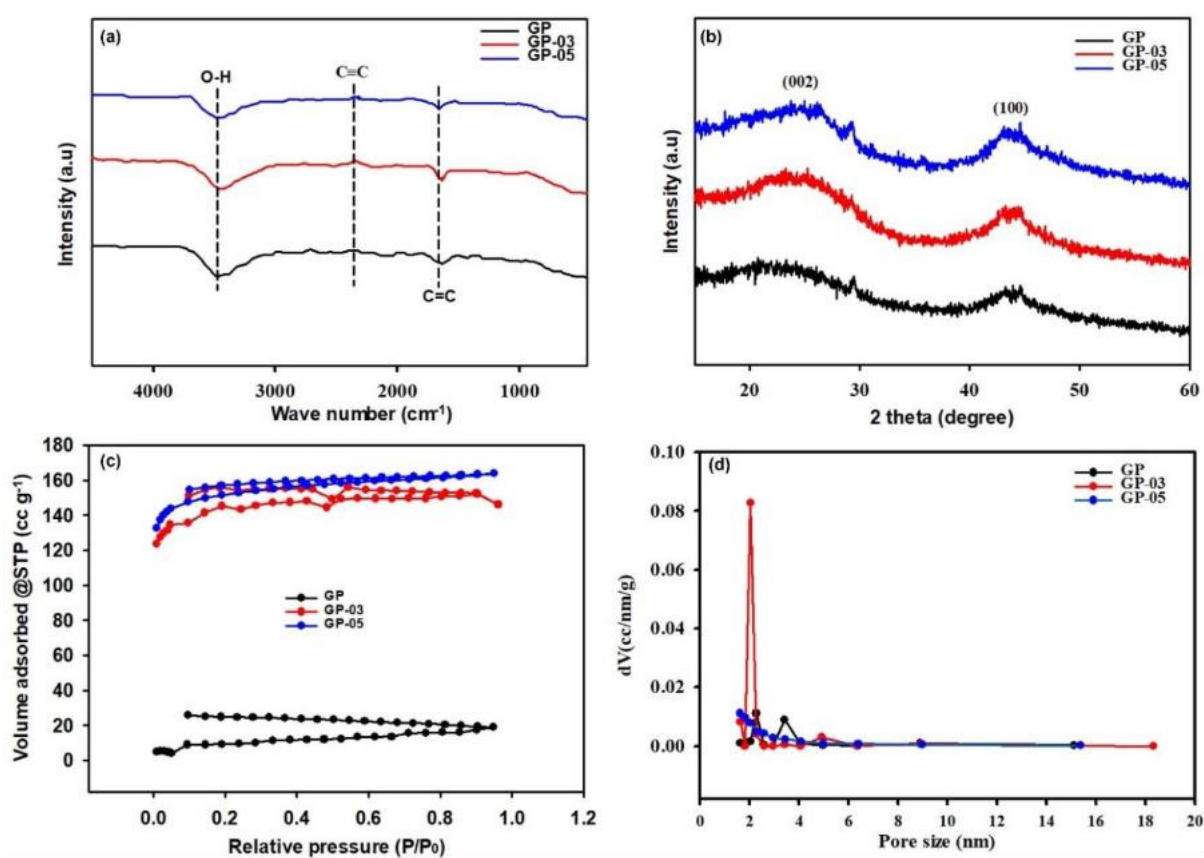 (a)
GP
GP-03
GP-05
O-H
C=C
C=C
Intensity (a.u)
4000 3000 2000 1000
Wave number (cm⁻¹)
(b)
GP
GP-03
GP-05
(002)
(100)
Intensity (a.u)
20 30 40 50 60
2 theta (degree)
(c)
180
160
140
120
100
80
60
40
20
0
Volume adsorbed @STP (cc g⁻¹)
GP
GP-03
GP-05
0.0 0.2 0.4 0.6 0.8 1.0 1.2
Relative pressure (P/P₀)
(d)
GP
GP-03
GP-05
0.10
0.08
0.06
0.04
0.02
0.00
dV(cc/nm/g)
0 2 4 6 8 10 12 14 16 18 20
Pore size (nm)